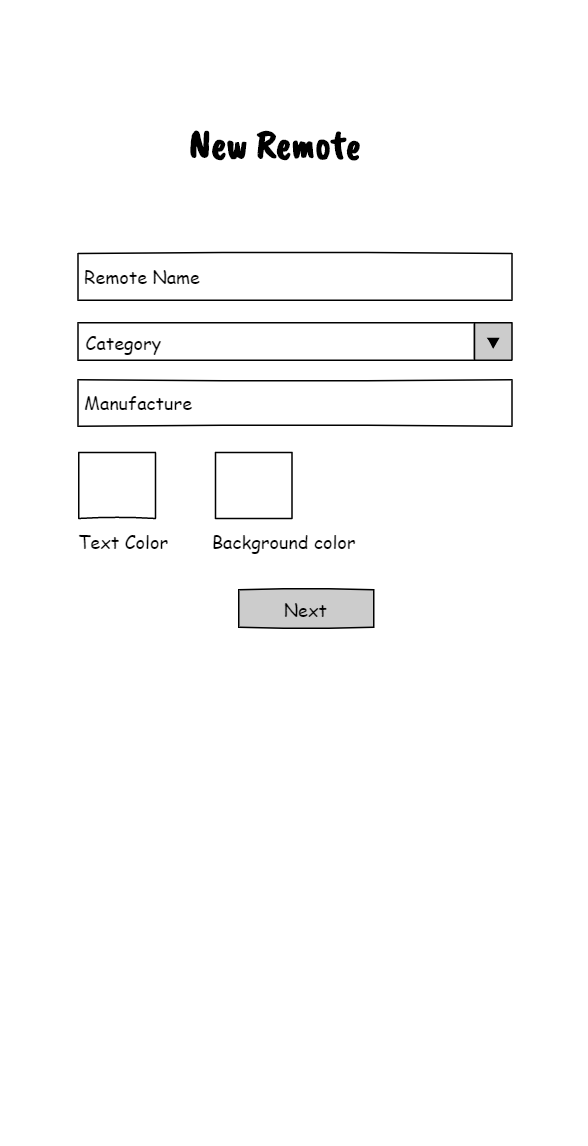 New Remote
Remote Name
Category
Manufacture
Text Color
Background color
Next